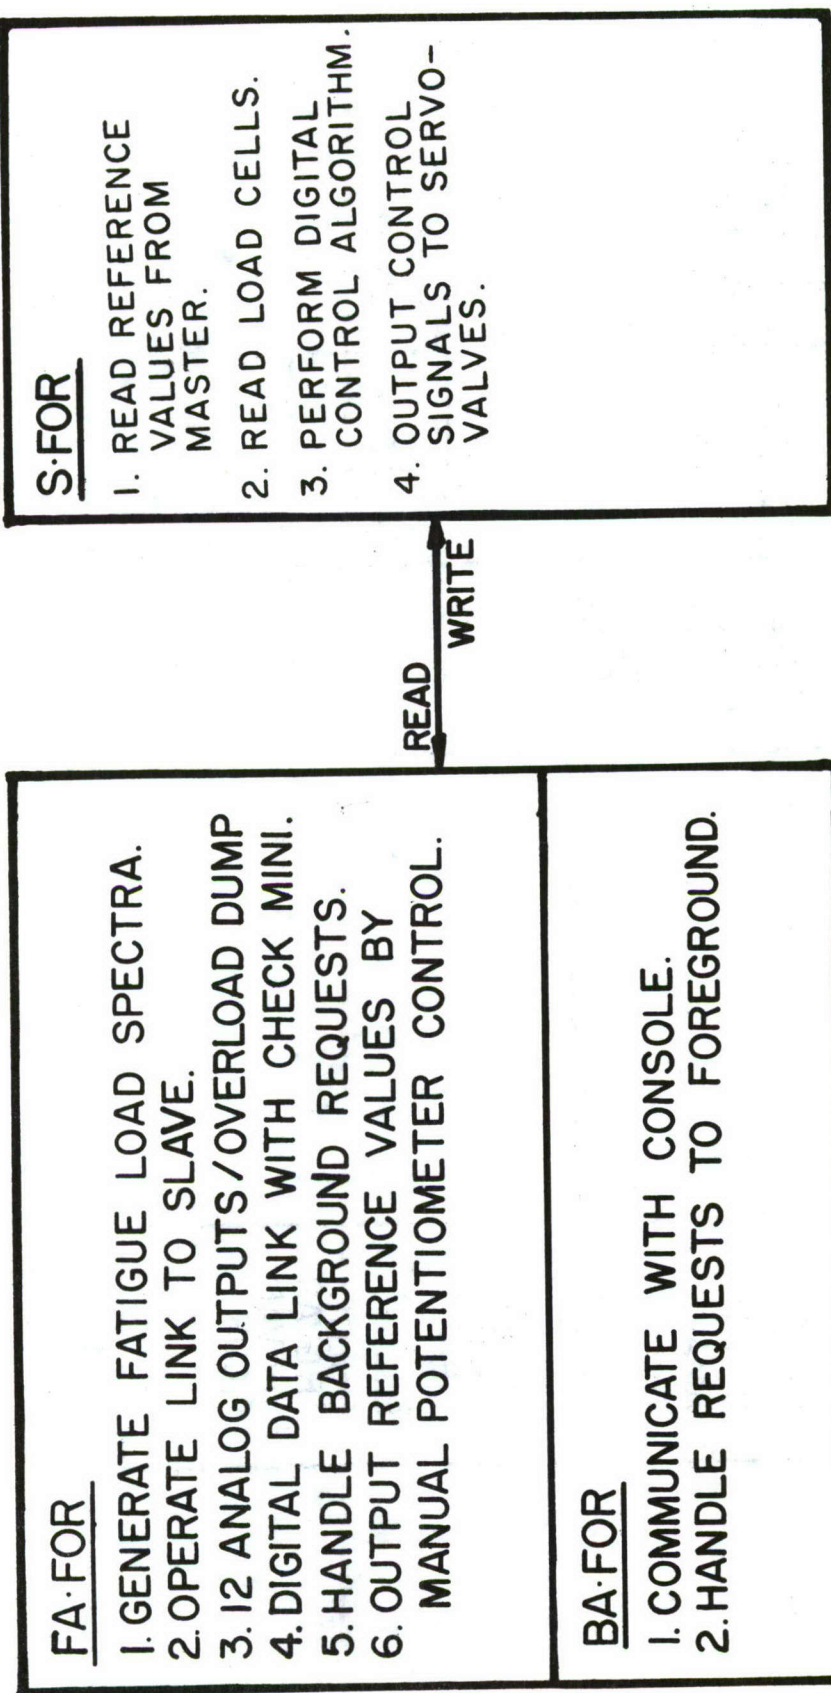 FA·FOR
1. GENERATE FATIGUE LOAD SPECTRA.
2. OPERATE LINK TO SLAVE.
3. 12 ANALOG OUTPUTS/OVERLOAD DUMP
4. DIGITAL DATA LINK WITH CHECK MINI.
5. HANDLE BACKGROUND REQUESTS.
6. OUTPUT REFERENCE VALUES BY
MANUAL POTENTIOMETER CONTROL.
BA·FOR
1. COMMUNICATE WITH CONSOLE.
2. HANDLE REQUESTS TO FOREGROUND.
READ
WRITE
S·FOR
1. READ REFERENCE
VALUES FROM
MASTER.
2. READ LOAD CELLS.
3. PERFORM DIGITAL
CONTROL ALGORITHM.
4. OUTPUT CONTROL
SIGNALS TO SERVO-
VALVES.